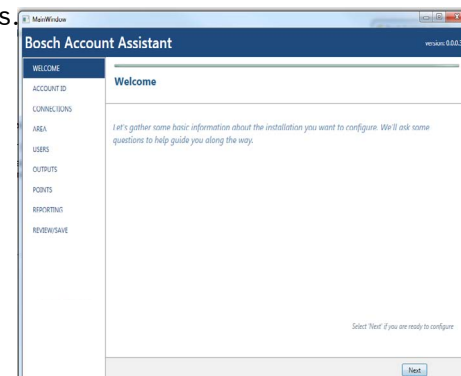 s.
MainWindow
Bosch Account Assistant
version: 0.0.0.3
WELCOME
ACCOUNT ID
CONNECTIONS
AREA
USERS
OUTPUTS
POINTS
REPORTING
REVIEW/SAVE
Welcome
Let's gather some basic information about the installation you want to configure. We'll ask some
questions to help guide you along the way.
Select 'Next' if you are ready to configure
Next